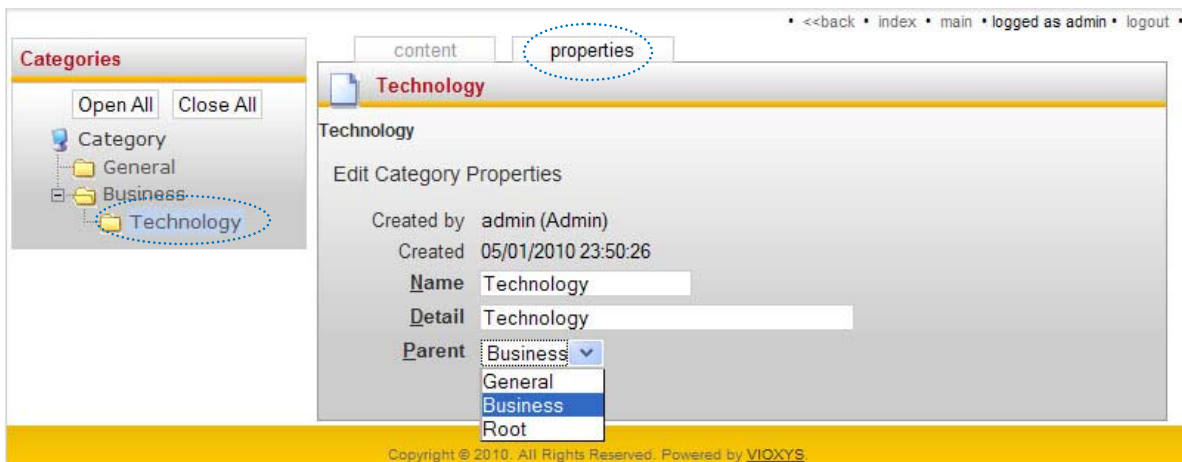 • <<back • index • main • logged as admin • logout •
Categories
Open All Close All
Category
General
Business
Technology
content properties
Technology
Technology
Edit Category Properties
Created by admin (Admin)
Created 05/01/2010 23:50:26
Name Technology
Detail Technology
Parent Business
General
Business
Root
Copyright © 2010. All Rights Reserved. Powered by VIOXYS.